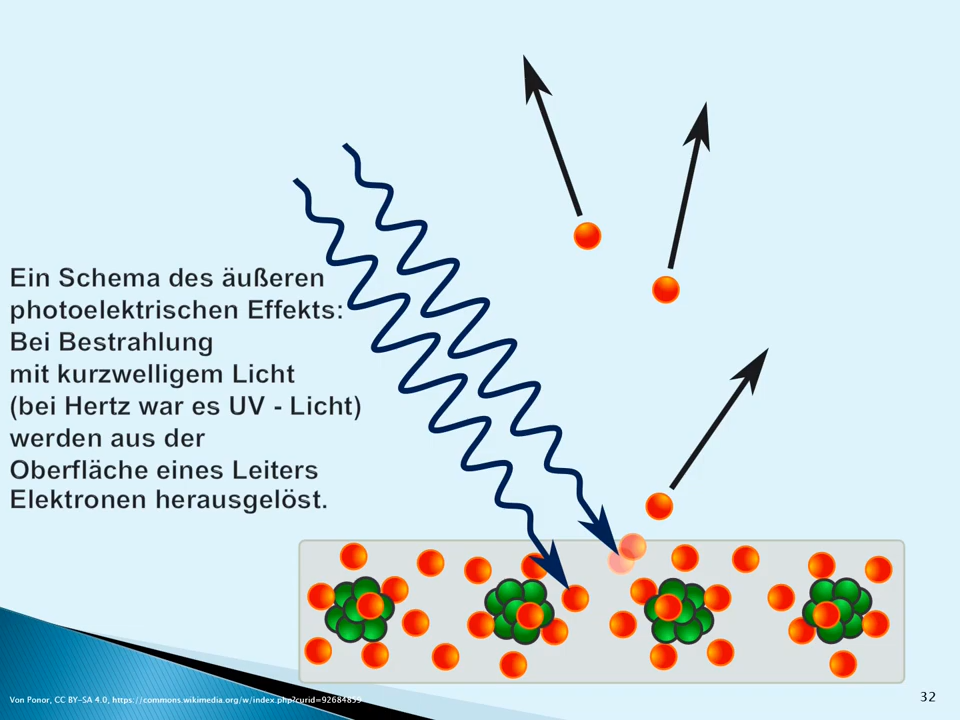 Ein Schema des äußeren
photoelektrischen Effekts:
Bei Bestrahlung
mit kurzwelligem Licht
(bei Hertz war es UV - Licht)
werden aus der
Oberfläche eines Leiters
Elektronen herausgelöst.
Von Ponor, CC BY-SA 4.0, https://commons.wikimedia.org/w/index.php?curid=92684859
32